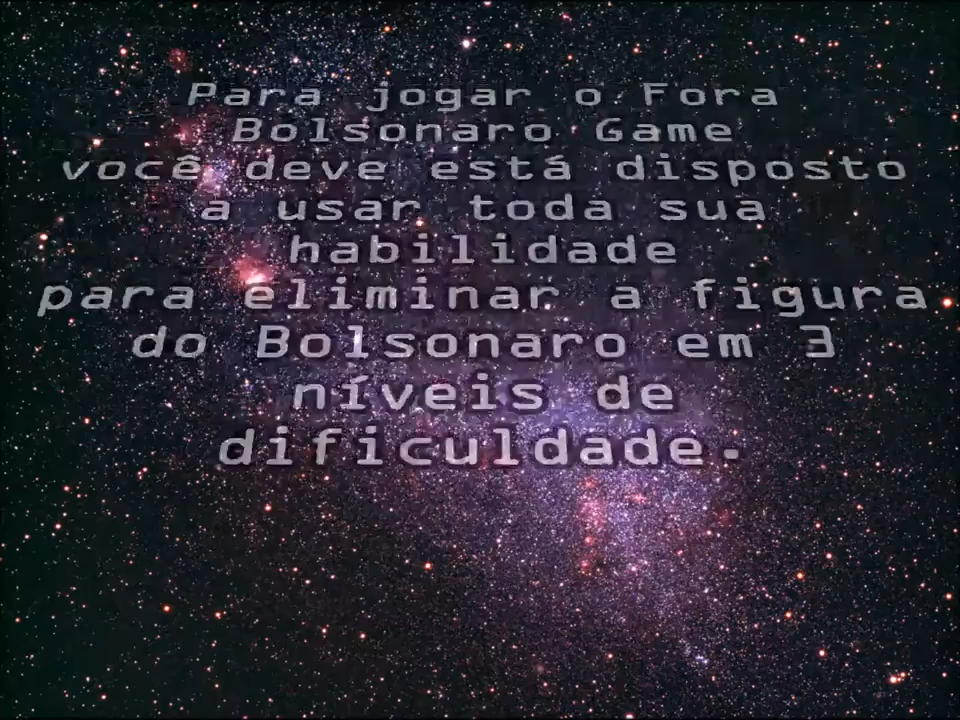 Para jogar o Fora
Bolsonaro Game
você deve está disposto
a usar toda sua
habilidade
para eliminar a figura
do Bolsonaro em 3
níveis de
dificuldade.